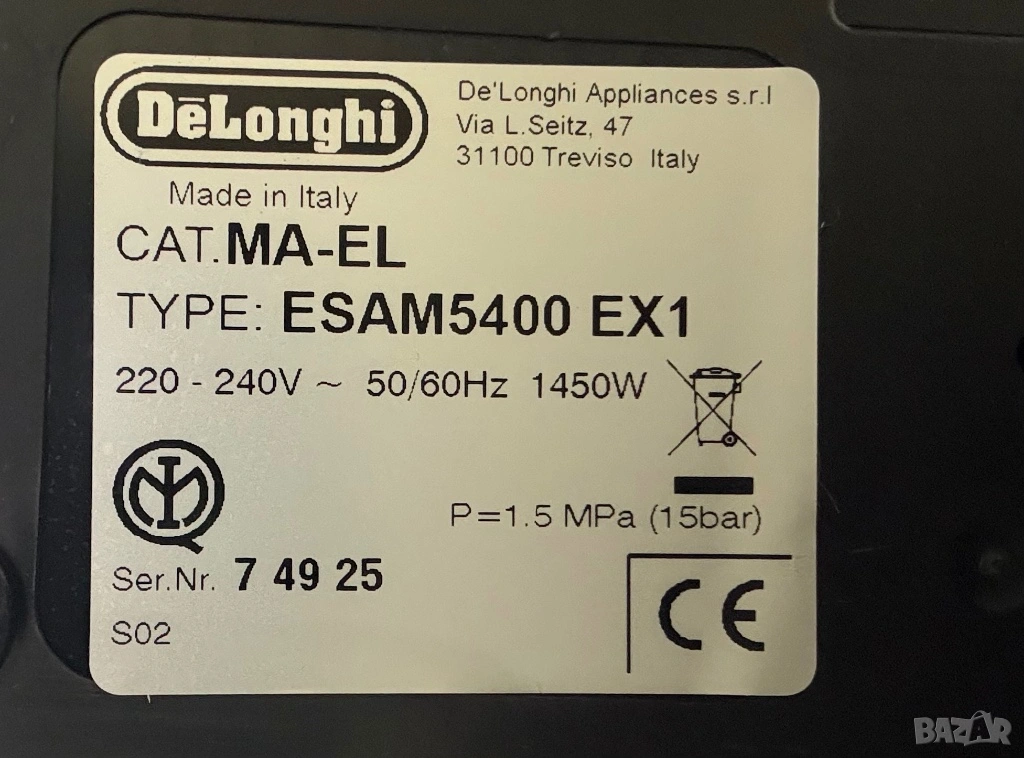 DēLonghi
De'Longhi Appliances s.r.l
Via L.Seitz, 47
31100 Treviso Italy
Made in Italy
CAT.MA-EL
TYPE: ESAM5400 EX1
220 - 240V ~ 50/60Hz 1450W
IMQ
P=1.5 MPa (15bar)
Ser.Nr. 7 49 25
S02
CE
BAZAR